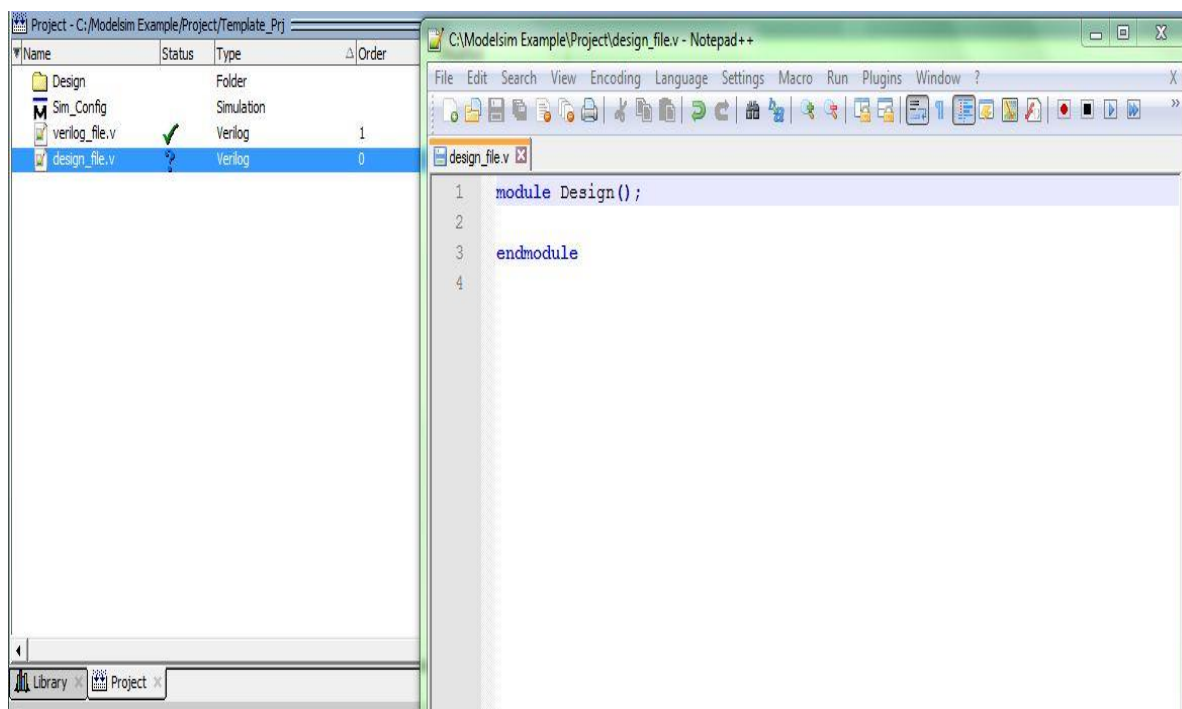 Project - C:/Modelsim Example/Project/Template_Prj
Name Status Type Order
Design Folder
Sim_Config Simulation
verilog_file.v Verilog 1
design_file.v ? Verilog 0
Library Project
C:\Modelsim Example\Project\design_file.v - Notepad++
File Edit Search View Encoding Language Settings Macro Run Plugins Window ? X
design_file.v
1 module Design();
2
3 endmodule
4